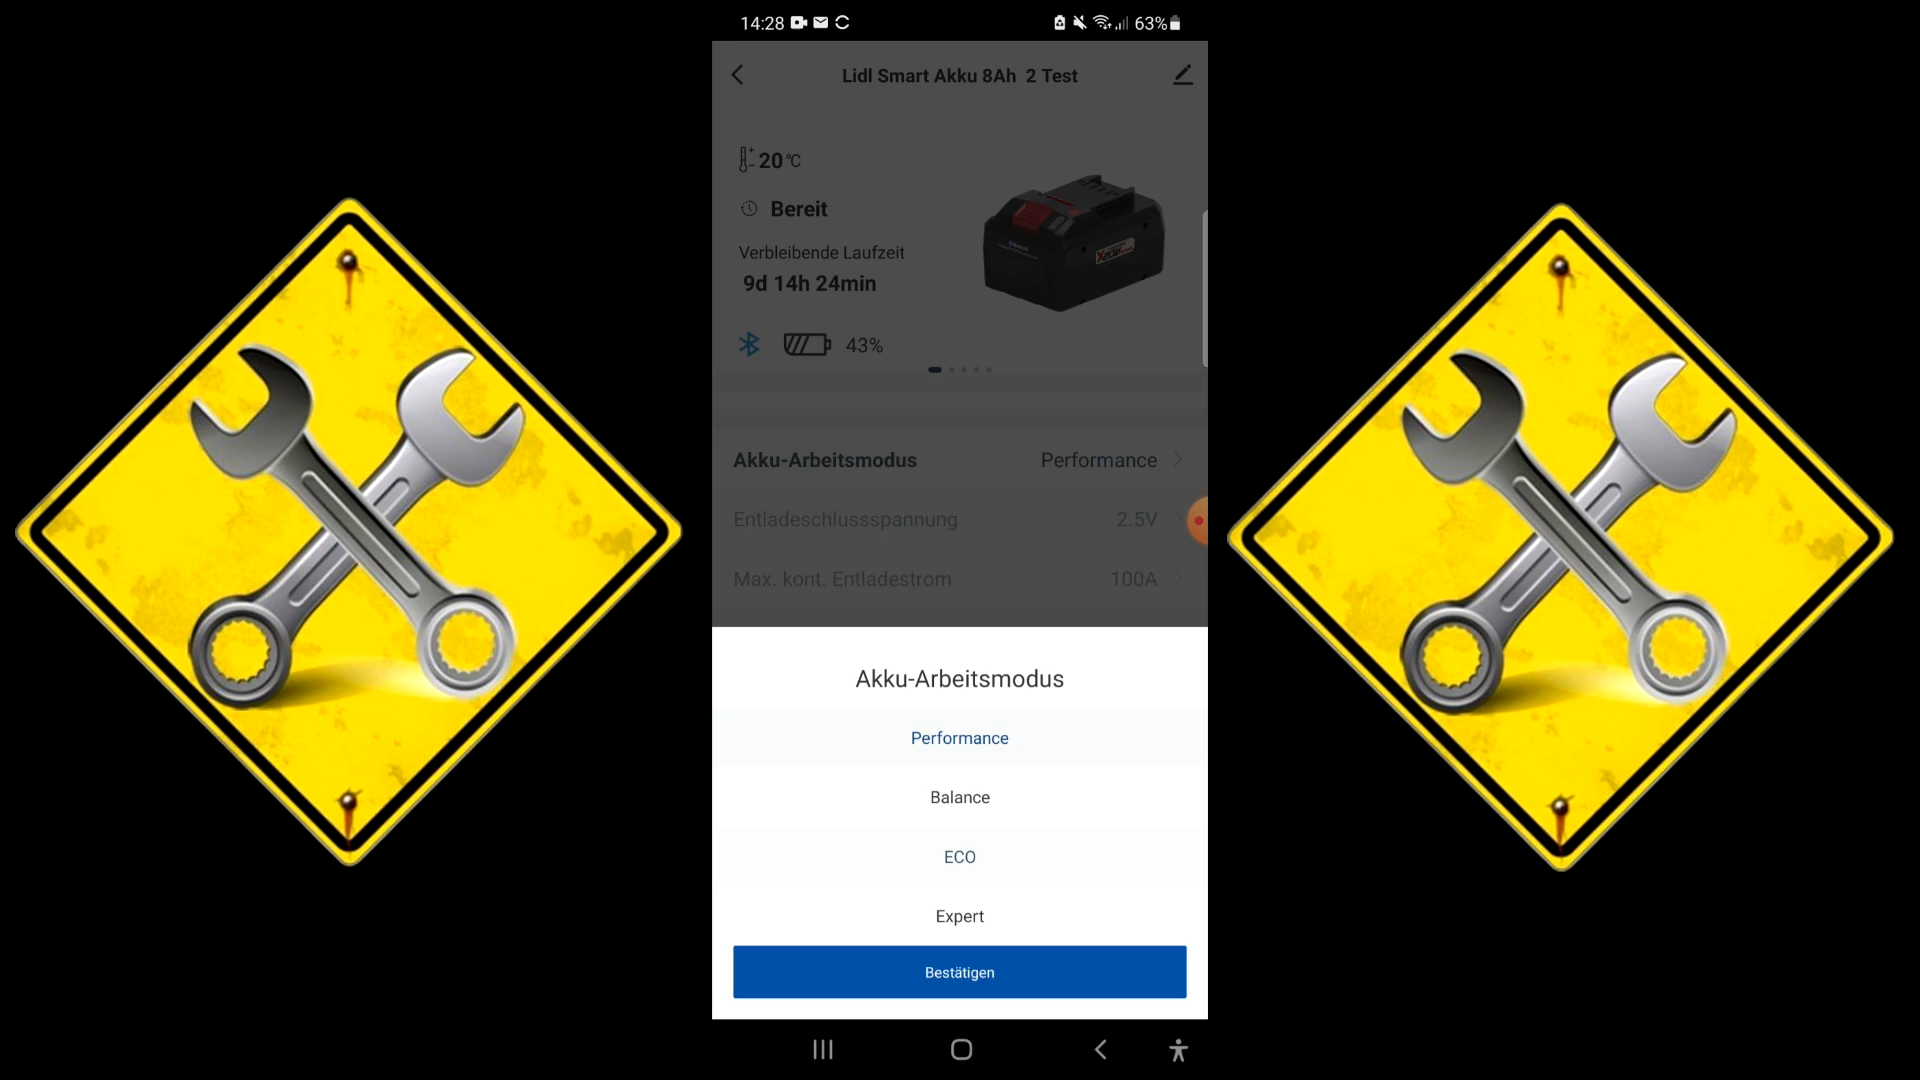 14:28
63%
Lidl Smart Akku 8Ah 2 Test
20 °C
Bereit
Verbleibende Laufzeit
9d 14h 24min
43%
Akku-Arbeitsmodus Performance
Entladeschlussspannung 2.5V
Max. kont. Entladestrom 100A
Akku-Arbeitsmodus
Performance
Balance
ECO
Expert
Bestätigen